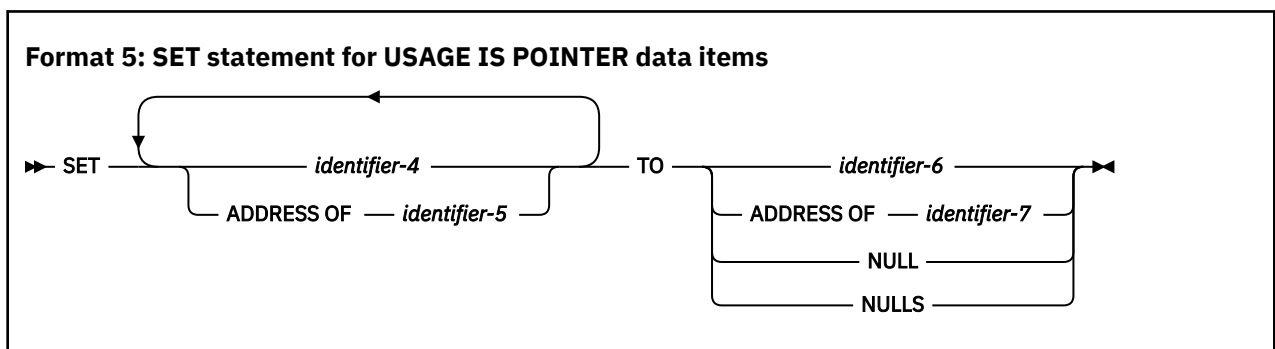 Format 5: SET statement for USAGE IS POINTER data items
SET identifier-4 TO identifier-6
ADDRESS OF identifier-5 ADDRESS OF identifier-7
NULL
NULLS